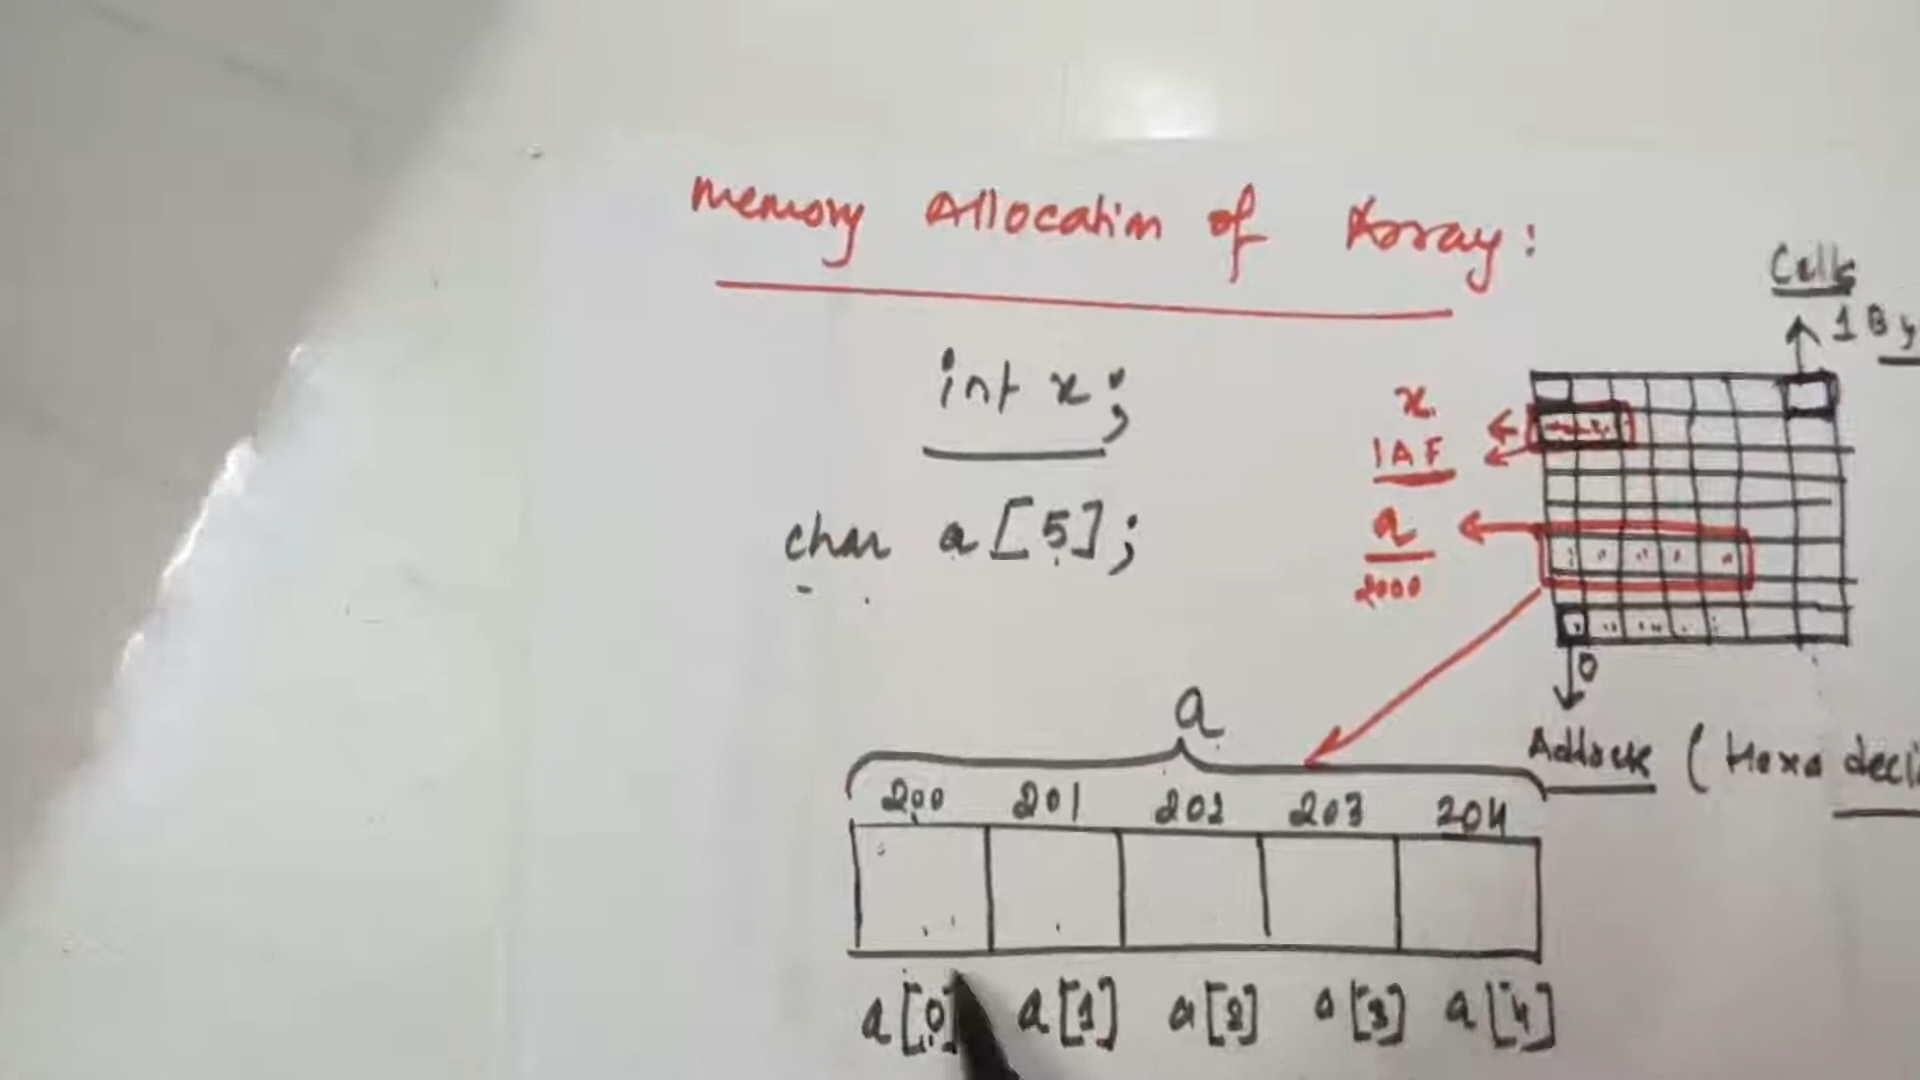 Memory Allocation of Array:
Cells
1 By
int x;
x
1AF
char a[5];
a
2000
0
Address (Hexa deci
a
200 201 202 203 204
a[0] a[1] a[2] a[3] a[4]